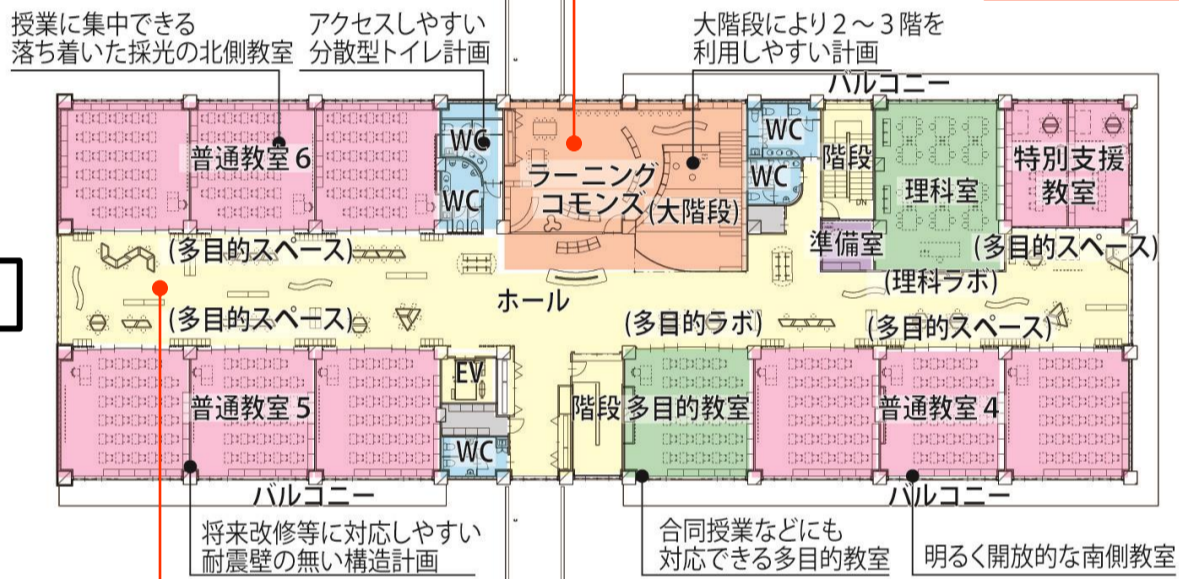 授業に集中できる
落ち着いた採光の北側教室
アクセスしやすい
分散型トイレ計画
大階段により２〜３階を
利用しやすい計画
バルコニー
普通教室６
WC
WC
ラーニング
コモンズ
(大階段)
WC
WC
階段
DN
理科室
特別支援
教室
準備室
(多目的スペース)
(多目的スペース)
(理科ラボ)
ホール
(多目的スペース)
(多目的ラボ)
(多目的スペース)
普通教室５
EV
WC
階段
多目的教室
普通教室４
バルコニー
バルコニー
将来改修等に対応しやすい
耐震壁の無い構造計画
合同授業などにも
対応できる多目的教室
明るく開放的な南側教室